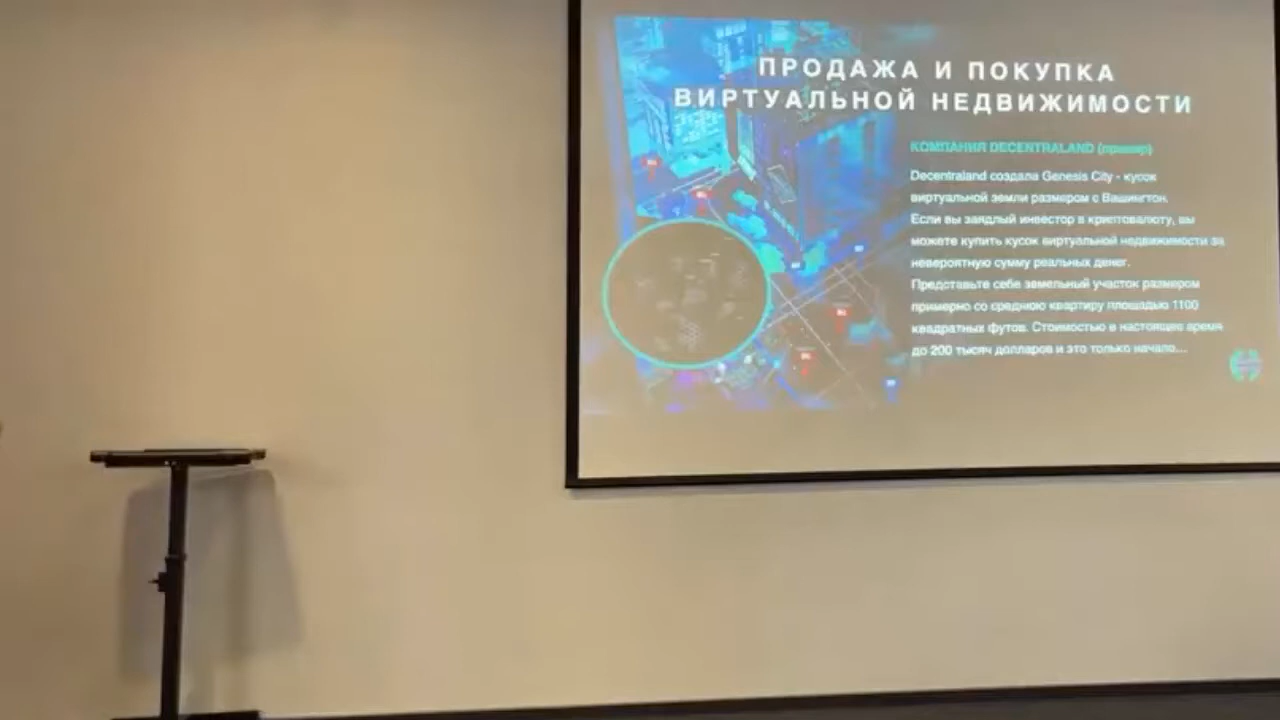 ПРОДАЖА И ПОКУПКА
ВИРТУАЛЬНОЙ НЕДВИЖИМОСТИ
КОМПАНИЯ DECENTRALAND (пример)
Decentraland создала Genesis City - кусок
виртуальной земли размером с Вашингтон.
Если вы заядлый инвестор в криптовалюту, вы
можете купить кусок виртуальной недвижимости за
невероятную сумму реальных денег.
Представьте себе земельный участок размером
примерно со среднюю квартиру площадью 1100
квадратных футов. Стоимостью в настоящее время
до 200 тысяч долларов и это только начало...